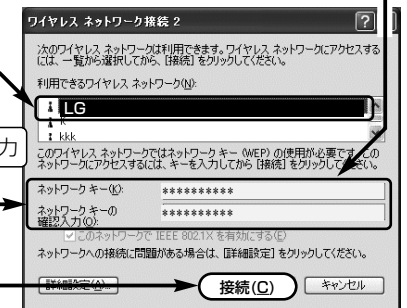 ワイヤレス ネットワーク接続 2
次のワイヤレス ネットワークは利用できます。ワイヤレス ネットワークにアクセスする
には、一覧から選択してから、[接続] をクリックしてください。
利用できるワイヤレス ネットワーク(N):
LG
kkk
力
このワイヤレス ネットワークではネットワーク キー (WEP) の使用が必要です。この
ネットワークにアクセスするには、キーを入力してから [接続] をクリックしてください。
ネットワーク キー(K):
**********
ネットワーク キーの
確認入力(O):
**********
このネットワークで IEEE 802.1X を有効にする(E)
ネットワークへの接続に問題がある場合は、[詳細設定] をクリックしてください。
詳細設定(A)...
接続(C)
キャンセル